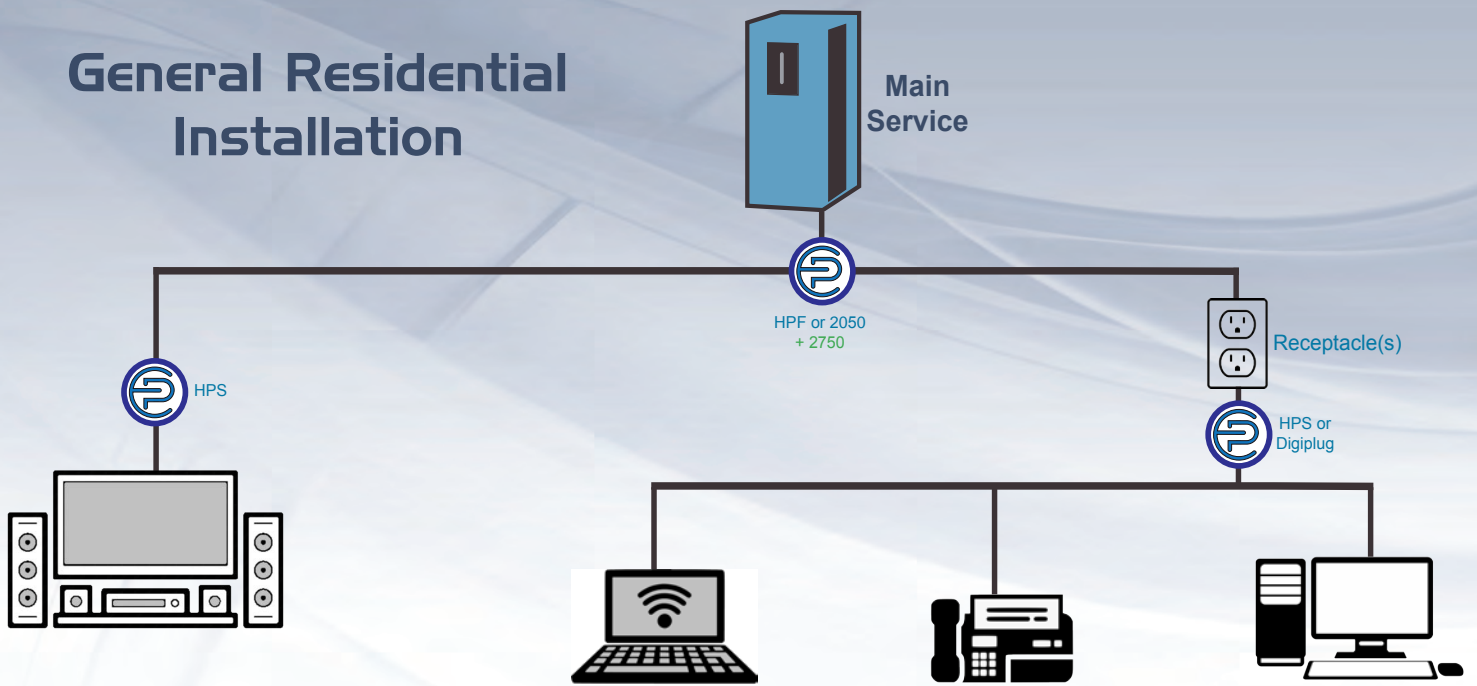 General Residential
Installation
Main
Service
HPF or 2050
+ 2750
Receptacle(s)
HPS
HPS or
Digiplug